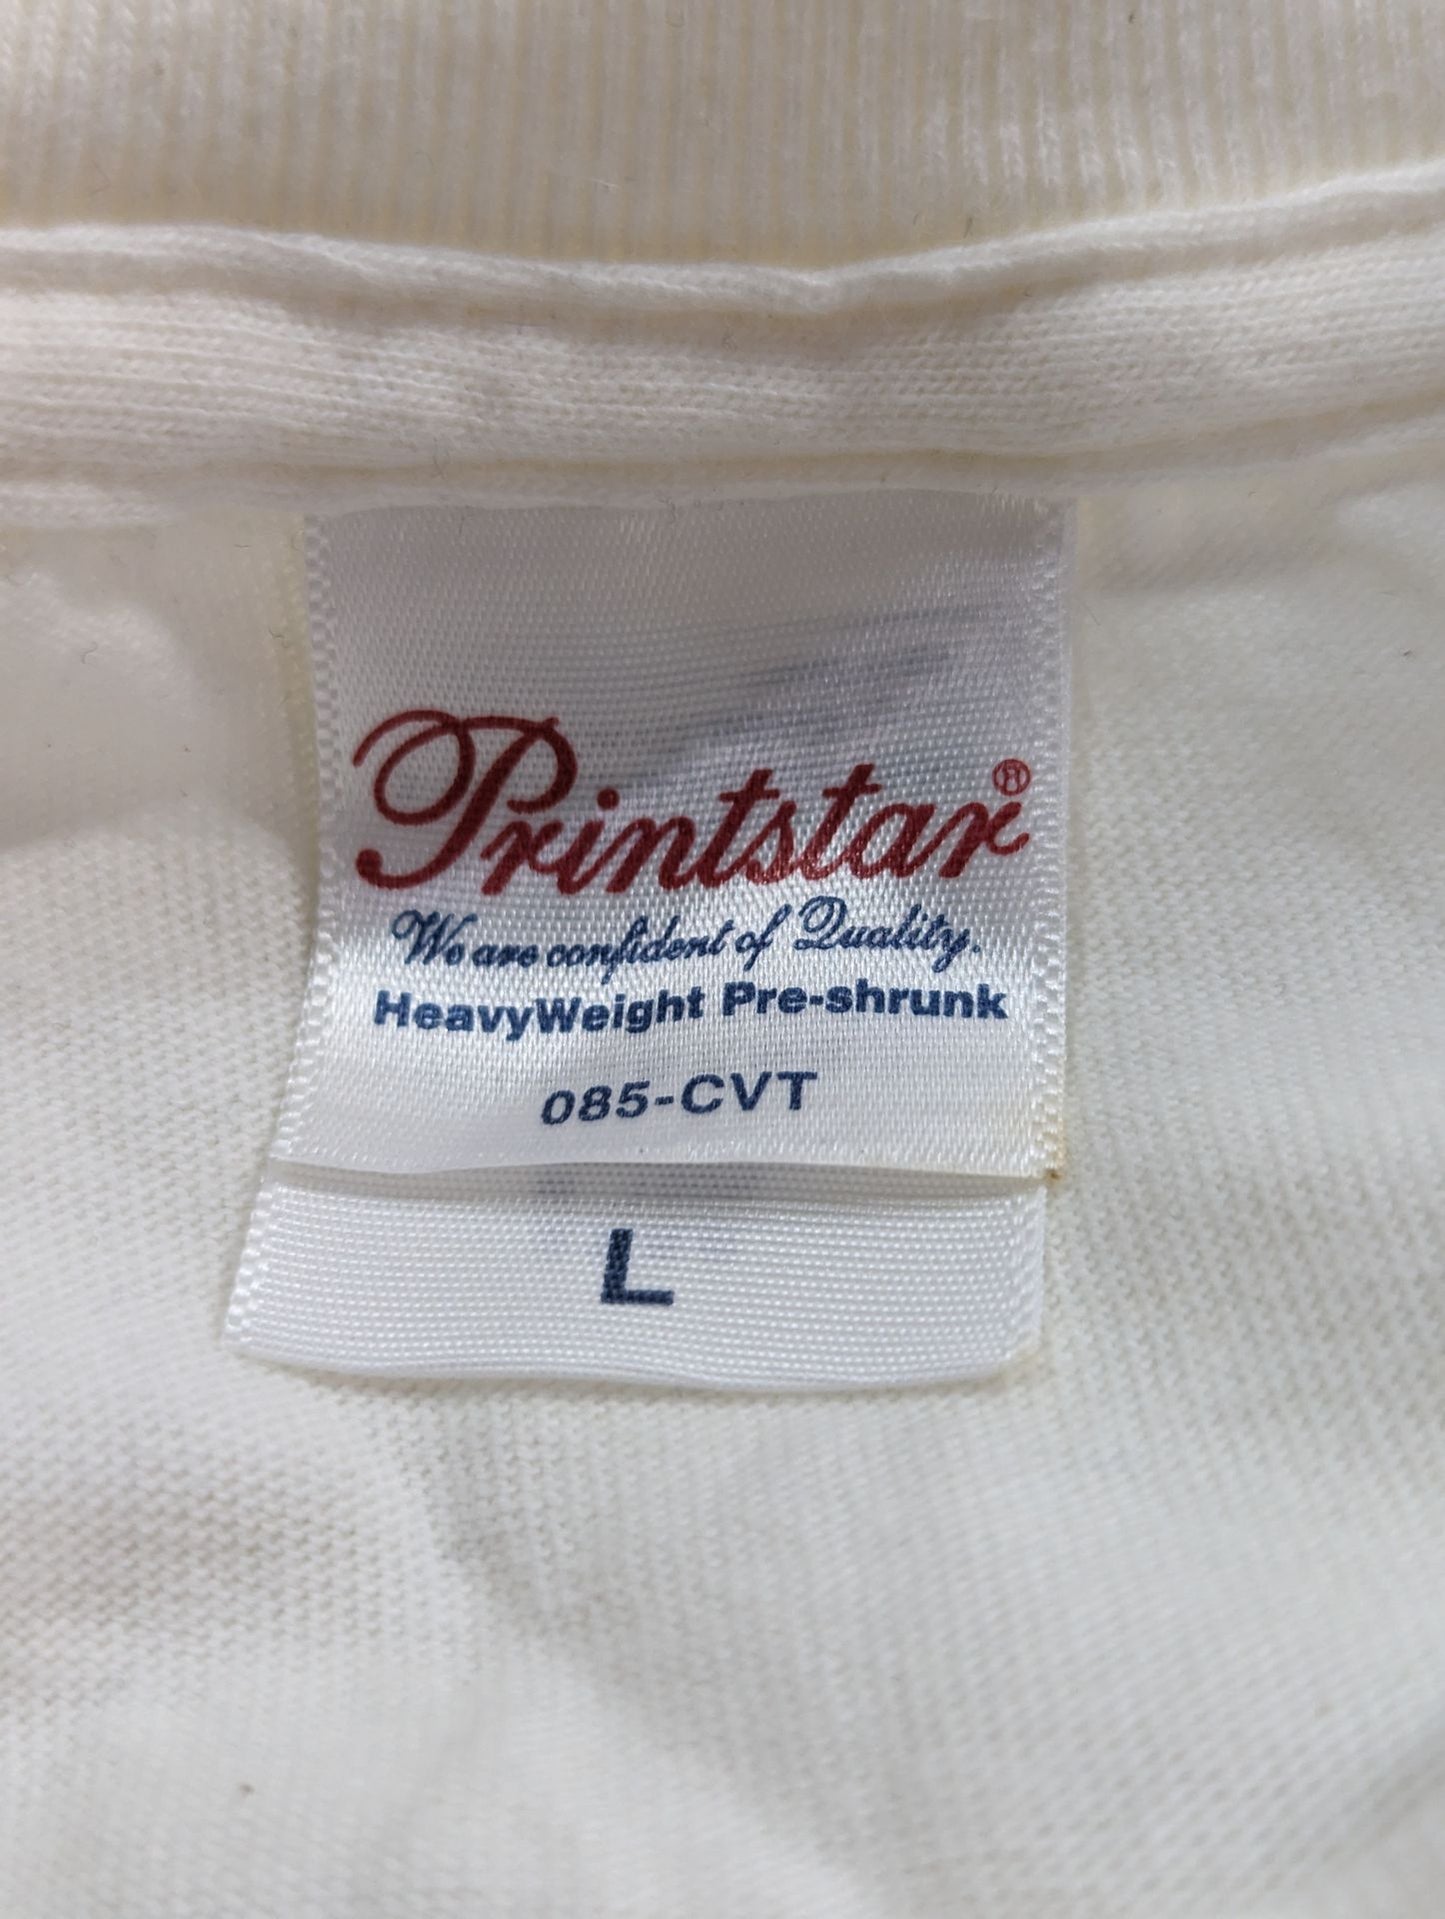 Printstar®
We are confident of Quality.
HeavyWeight Pre-shrunk
085-CVT
L